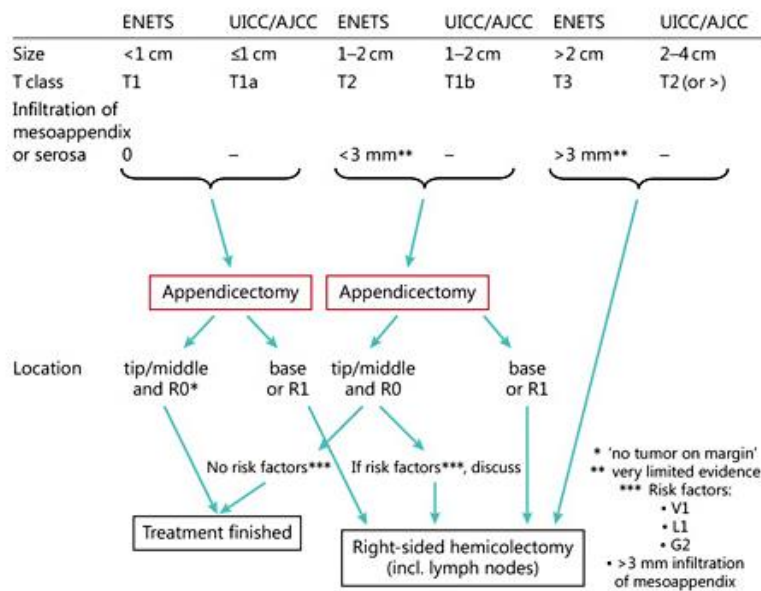 ENETS UICC/AJCC ENETS UICC/AJCC ENETS UICC/AJCC
Size <1 cm ≤1 cm 1–2 cm 1–2 cm >2 cm 2–4 cm
T class T1 T1a T2 T1b T3 T2 (or >)
Infiltration of
mesoappendix
or serosa 0 – <3 mm** – >3 mm** –
Appendicectomy Appendicectomy
Location tip/middle base tip/middle base
and R0* or R1 and R0 or R1
No risk factors*** If risk factors***, discuss
Treatment finished
Right-sided hemicolectomy
(incl. lymph nodes)
* 'no tumor on margin'
** very limited evidence
*** Risk factors:
• V1
• L1
• G2
• >3 mm infiltration
of mesoappendix